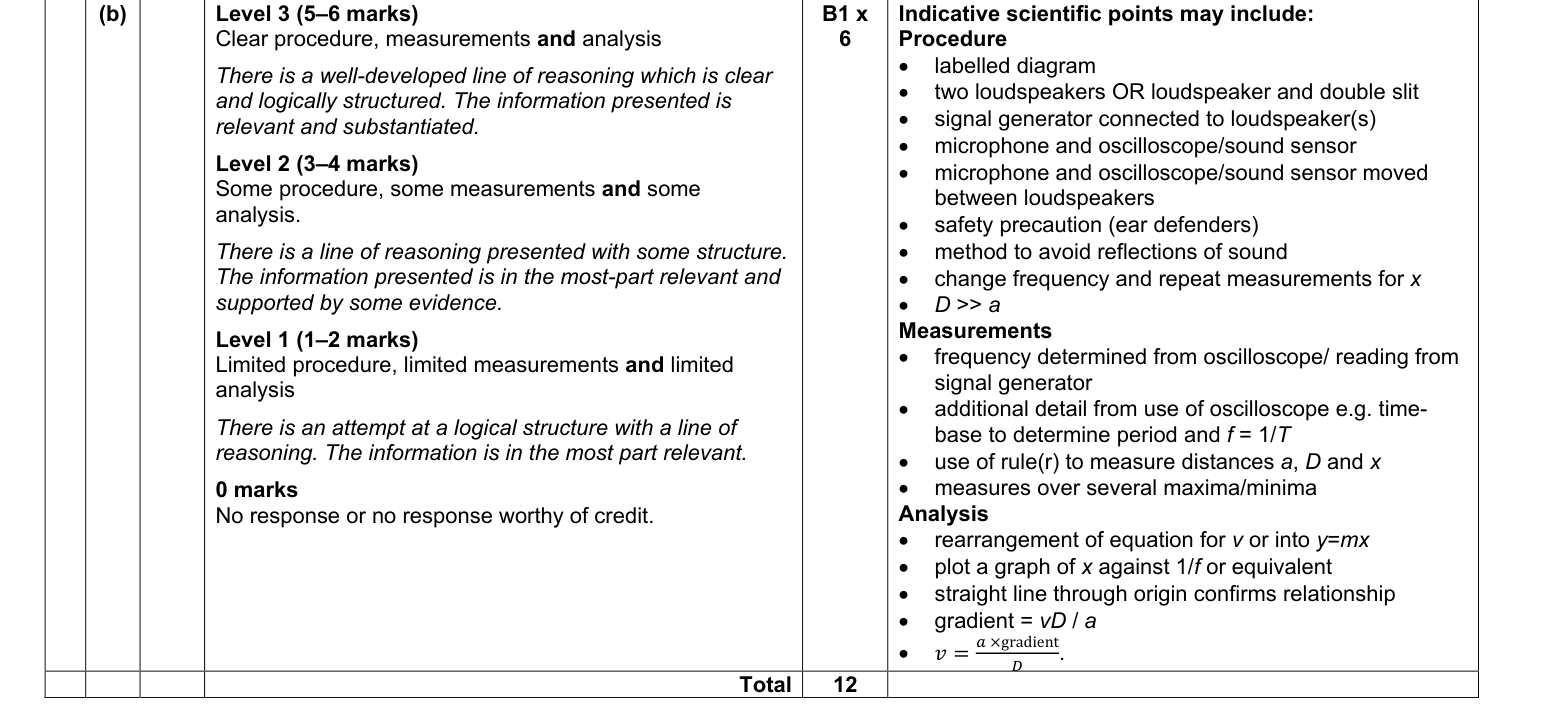 (b)
Level 3 (5–6 marks)
Clear procedure, measurements and analysis
There is a well-developed line of reasoning which is clear
and logically structured. The information presented is
relevant and substantiated.
Level 2 (3–4 marks)
Some procedure, some measurements and some
analysis.
There is a line of reasoning presented with some structure.
The information presented is in the most-part relevant and
supported by some evidence.
Level 1 (1–2 marks)
Limited procedure, limited measurements and limited
analysis
There is an attempt at a logical structure with a line of
reasoning. The information is in the most part relevant.
0 marks
No response or no response worthy of credit.
B1 x
6
Indicative scientific points may include:
Procedure
• labelled diagram
• two loudspeakers OR loudspeaker and double slit
• signal generator connected to loudspeaker(s)
• microphone and oscilloscope/sound sensor
• microphone and oscilloscope/sound sensor moved
between loudspeakers
• safety precaution (ear defenders)
• method to avoid reflections of sound
• change frequency and repeat measurements for x
• D >> a
Measurements
• frequency determined from oscilloscope/ reading from
signal generator
• additional detail from use of oscilloscope e.g. time-
base to determine period and f = 1/T
• use of rule(r) to measure distances a, D and x
• measures over several maxima/minima
Analysis
• rearrangement of equation for v or into y=mx
• plot a graph of x against 1/f or equivalent
• straight line through origin confirms relationship
• gradient = vD / a
• v = a ×gradient / D.
Total 12